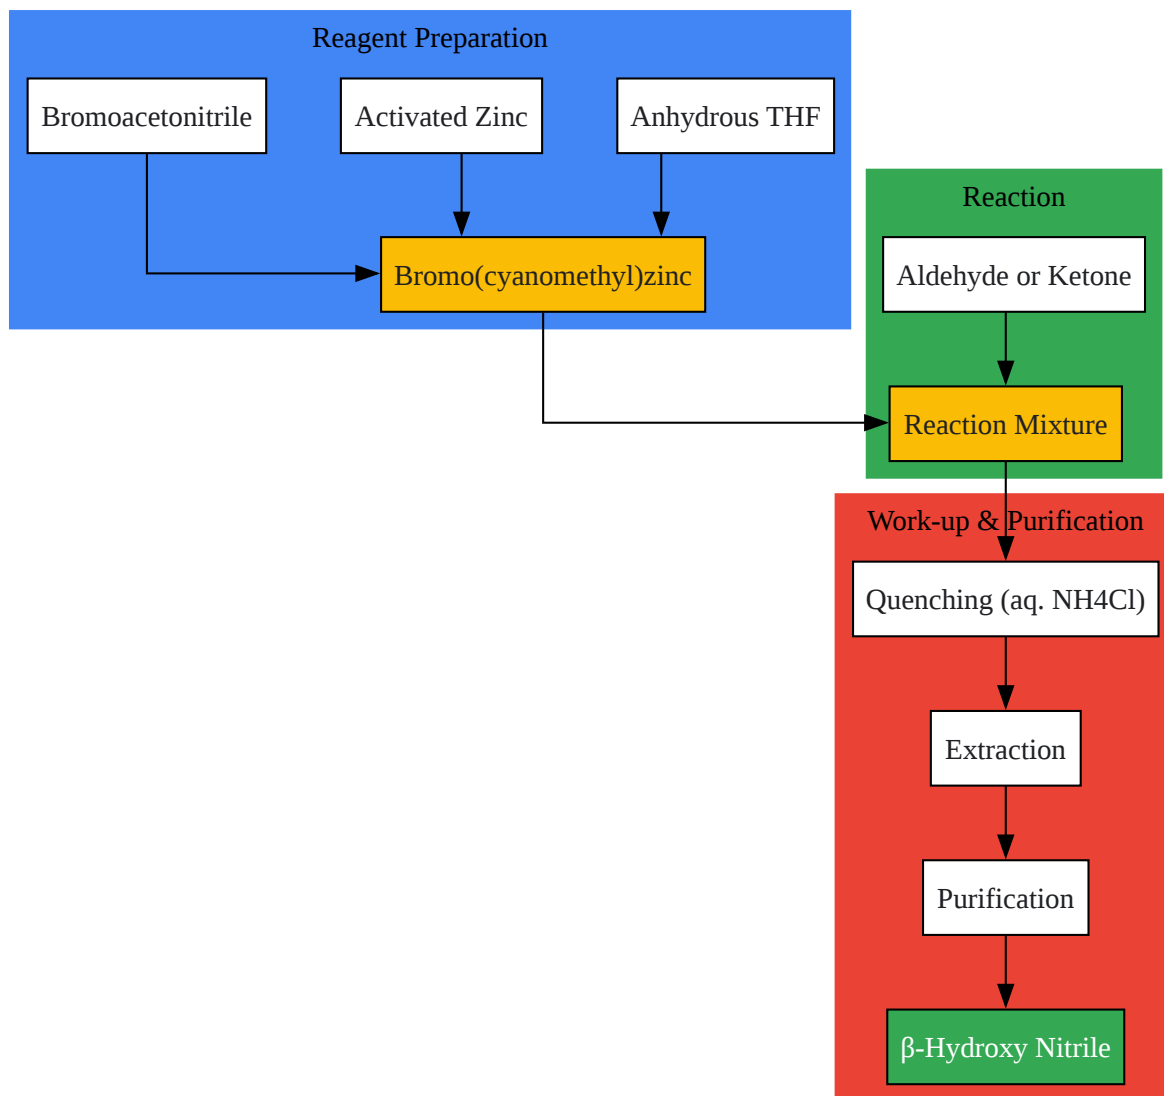 Reagent Preparation
Bromoacetonitrile
Activated Zinc
Anhydrous THF
Bromo(cyanomethyl)zinc
Reaction
Aldehyde or Ketone
Reaction Mixture
Work-up & Purification
Quenching (aq. NH4Cl)
Extraction
Purification
β-Hydroxy Nitrile